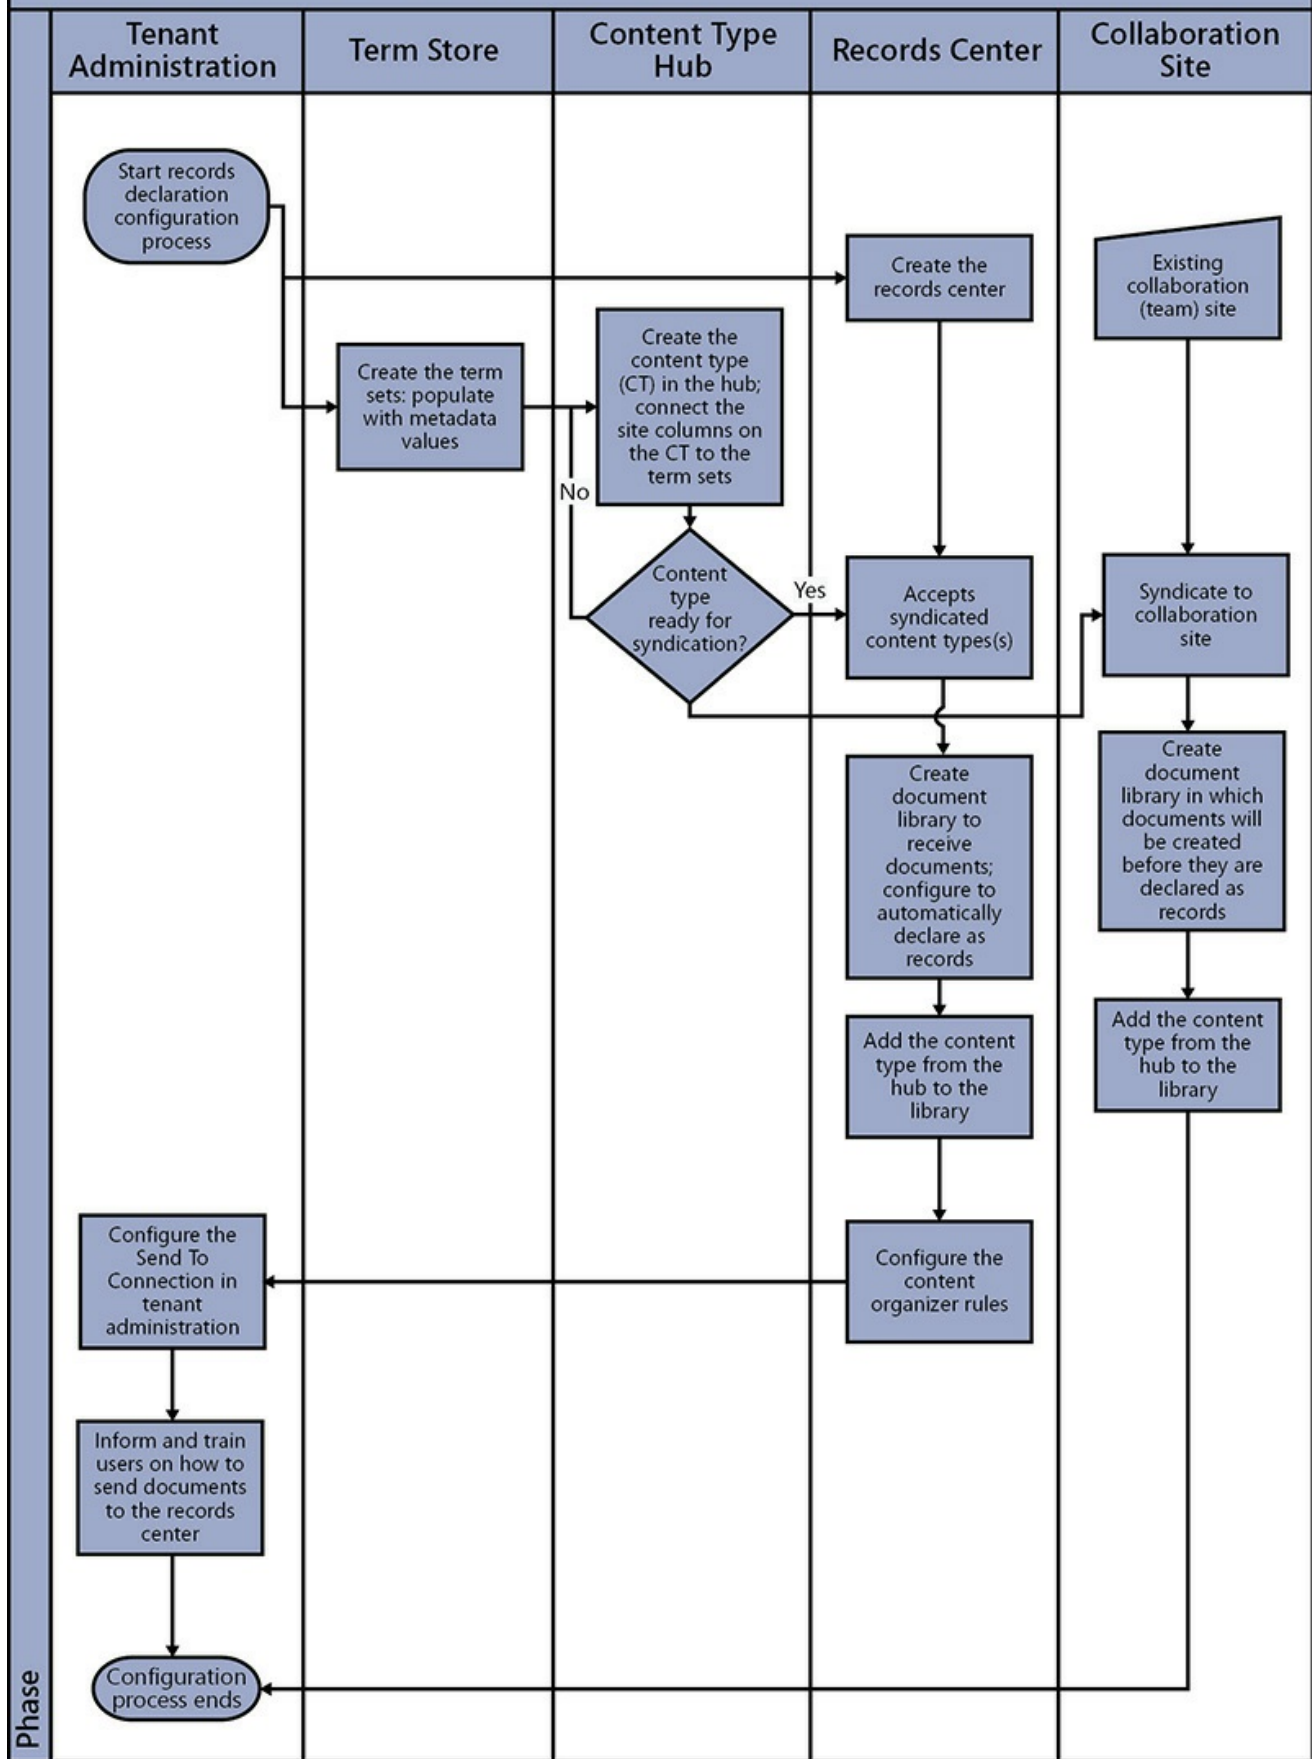 Tenant
Administration
Term Store
Content Type
Hub
Records Center
Collaboration
Site
Start records
declaration
configuration
process
Create the
records center
Existing
collaboration
(team) site
Create the term
sets: populate
with metadata
values
Create the
content type
(CT) in the hub;
connect the
site columns on
the CT to the
term sets
No
Content
type
ready for
syndication?
Yes
Accepts
syndicated
content types(s)
Syndicate to
collaboration
site
Create
document
library to
receive
documents;
configure to
automatically
declare as
records
Create
document
library in which
documents will
be created
before they are
declared as
records
Add the content
type from the
hub to the
library
Add the content
type from the
hub to the
library
Configure the
Send To
Connection in
tenant
administration
Configure the
content
organizer rules
Inform and train
users on how to
send documents
to the records
center
Configuration
process ends
Phase